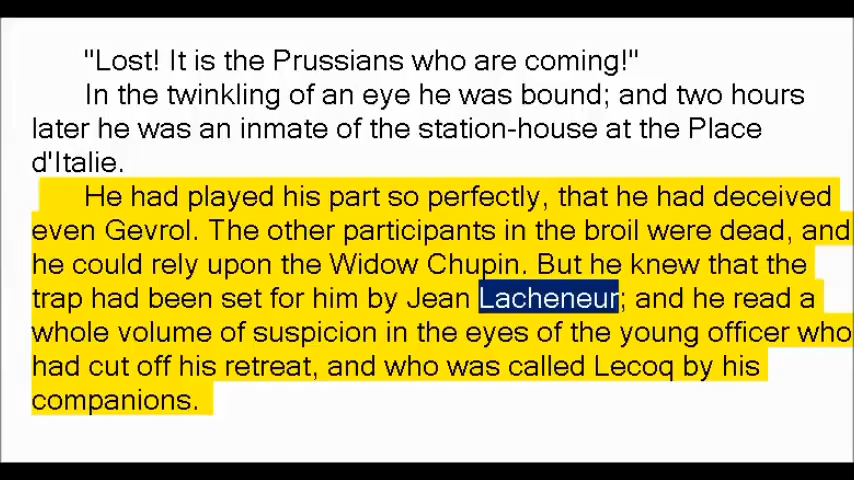 "Lost! It is the Prussians who are coming!"
In the twinkling of an eye he was bound; and two hours
later he was an inmate of the station-house at the Place
d'Italie.
He had played his part so perfectly, that he had deceived
even Gevrol. The other participants in the broil were dead, and
he could rely upon the Widow Chupin. But he knew that the
trap had been set for him by Jean Lacheneur; and he read a
whole volume of suspicion in the eyes of the young officer who
had cut off his retreat, and who was called Lecoq by his
companions.